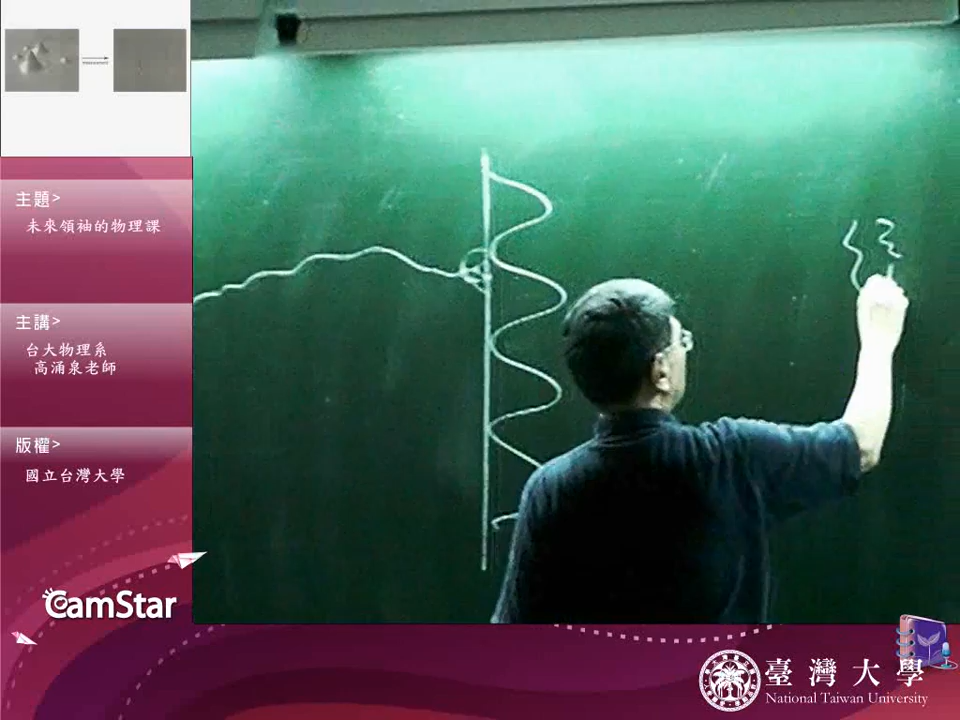 主題>
未來領袖的物理課
主講>
台大物理系
高涌泉老師
版權>
國立台灣大學
CamStar
臺灣大學
National Taiwan University